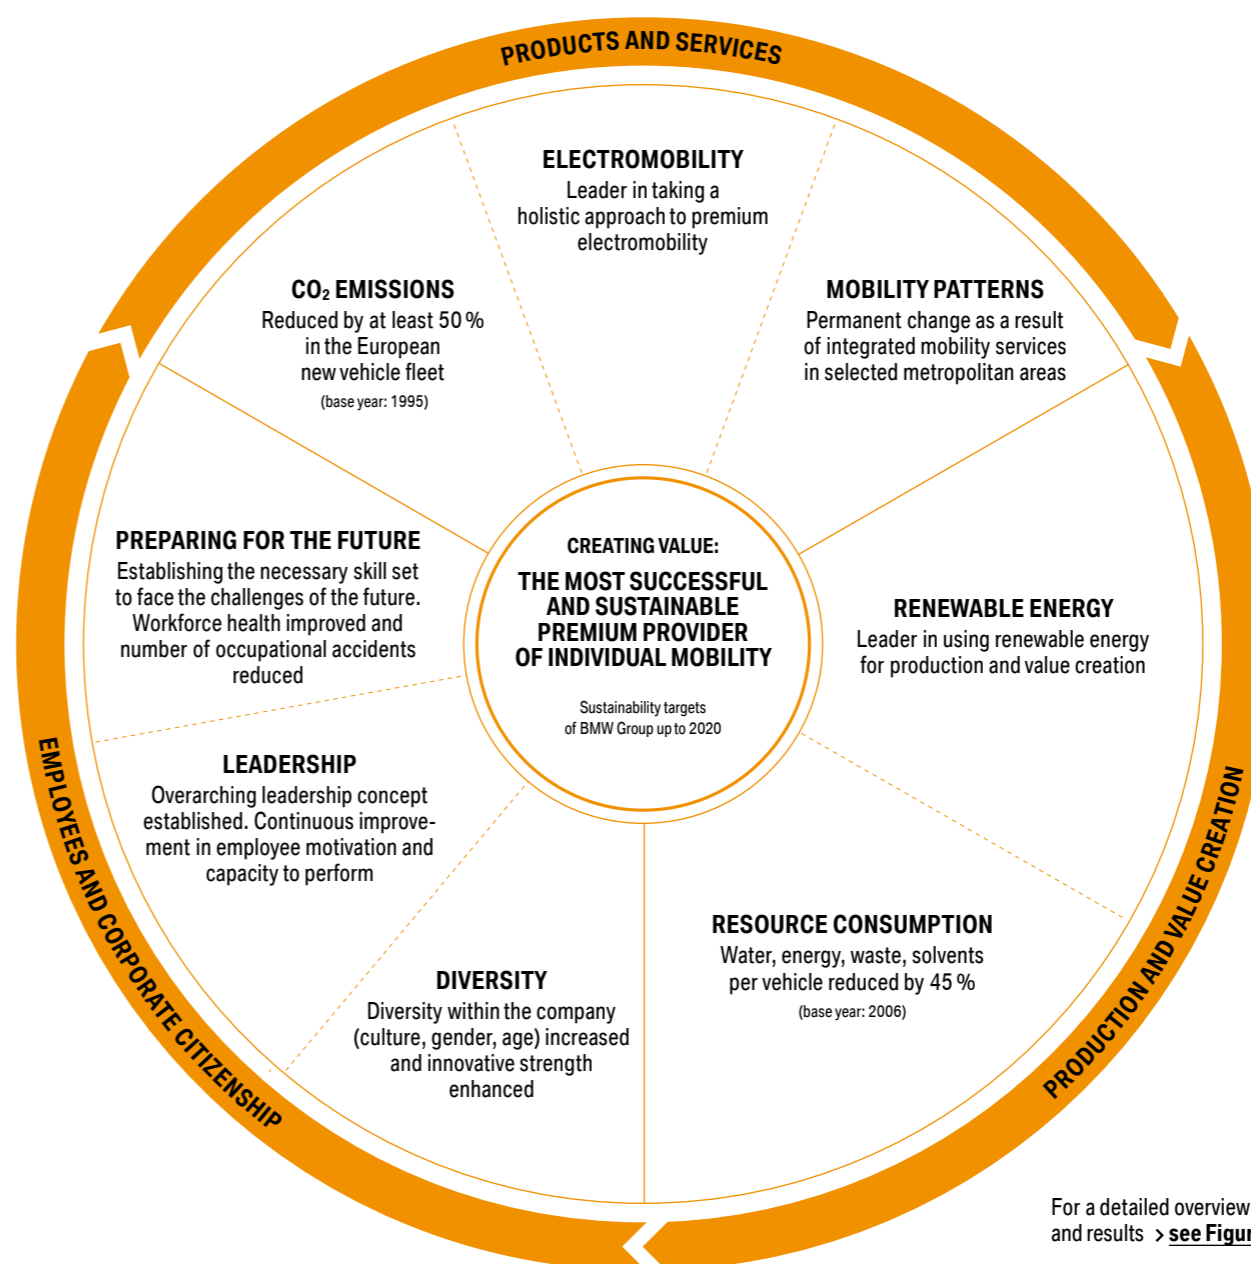 PRODUCTS AND SERVICES
ELECTROMOBILITY
Leader in taking a
holistic approach to premium
electromobility
CO₂ EMISSIONS
Reduced by at least 50 %
in the European
new vehicle fleet
(base year: 1995)
MOBILITY PATTERNS
Permanent change as a result
of integrated mobility services
in selected metropolitan areas
PREPARING FOR THE FUTURE
Establishing the necessary skill set
to face the challenges of the future.
Workforce health improved and
number of occupational accidents
reduced
CREATING VALUE:
THE MOST SUCCESSFUL
AND SUSTAINABLE
PREMIUM PROVIDER
OF INDIVIDUAL MOBILITY
Sustainability targets
of BMW Group up to 2020
RENEWABLE ENERGY
Leader in using renewable energy
for production and value creation
LEADERSHIP
Overarching leadership concept
established. Continuous improve-
ment in employee motivation and
capacity to perform
RESOURCE CONSUMPTION
Water, energy, waste, solvents
per vehicle reduced by 45 %
(base year: 2006)
DIVERSITY
Diversity within the company
(culture, gender, age) increased
and innovative strength
enhanced
EMPLOYEES AND CORPORATE CITIZENSHIP
PRODUCTION AND VALUE CREATION
For a detailed overview
and results > see